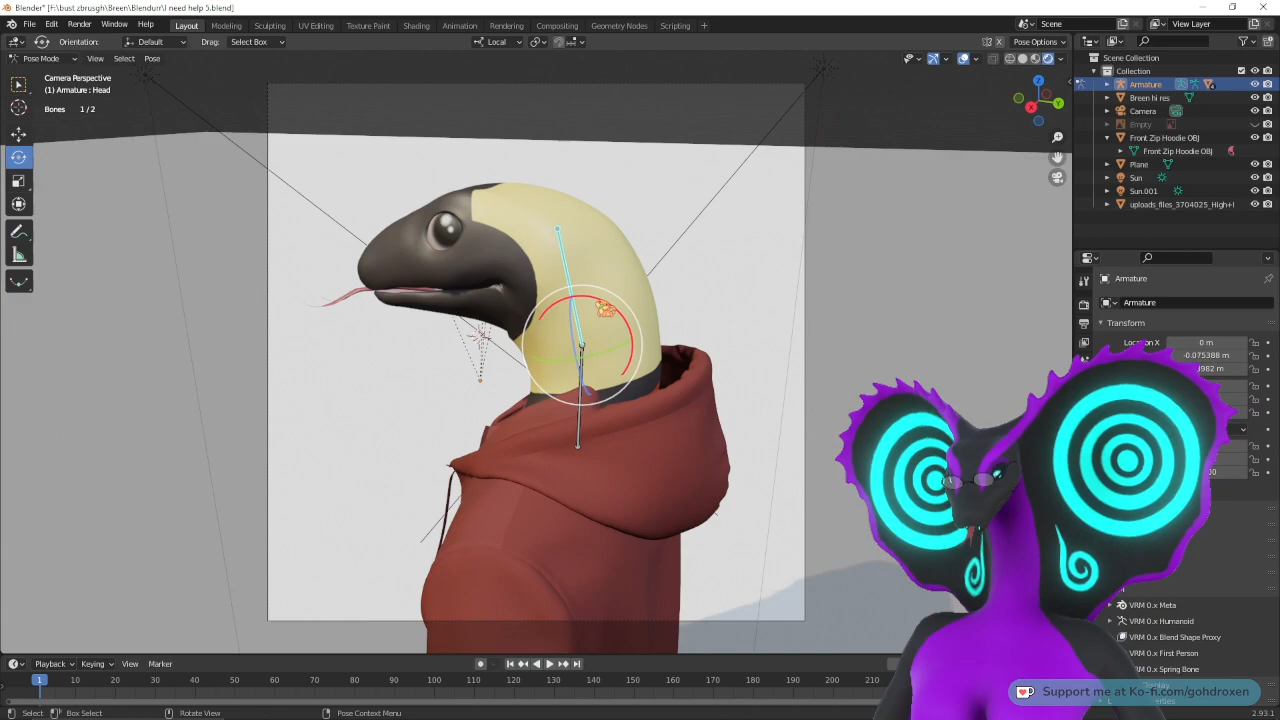 Blender* [F:\bust zbrusgh\Breen\Blendun\I need help 5.blend]
File Edit Render Window Help Layout Modeling Sculpting UV Editing Texture Paint Shading Animation Rendering Compositing Geometry Nodes Scripting + Scene View Layer
Orientation: Default Drag: Select Box Local Pose Options
Pose Mode View Select Pose
Camera Perspective
(1) Armature : Head
Bones 1 / 2
X
Y
Z
Scene Collection
Collection
Armature
Breen hi res
Camera
Empty
Front Zip Hoodie OBJ
Front Zip Hoodie OBJ
Plane
Sun
Sun.001
uploads_files_3704025_High+I
Armature
Armature
Transform
Location X 0 m
-0.075388 m
982 m
00
VRM 0.x Meta
VRM 0.x Humanoid
VRM 0.x Blend Shape Proxy
VRM 0.x First Person
VRM 0.x Spring Bone
Support me at Ko-fi.com/gohdroxen
Playback Keying View Marker
1 10 20 30 40 50 60 70 80 90 100 110 120 130 140 150 160 170 180 190 200 210
Select Box Select Rotate View Pose Context Menu
2.93.1